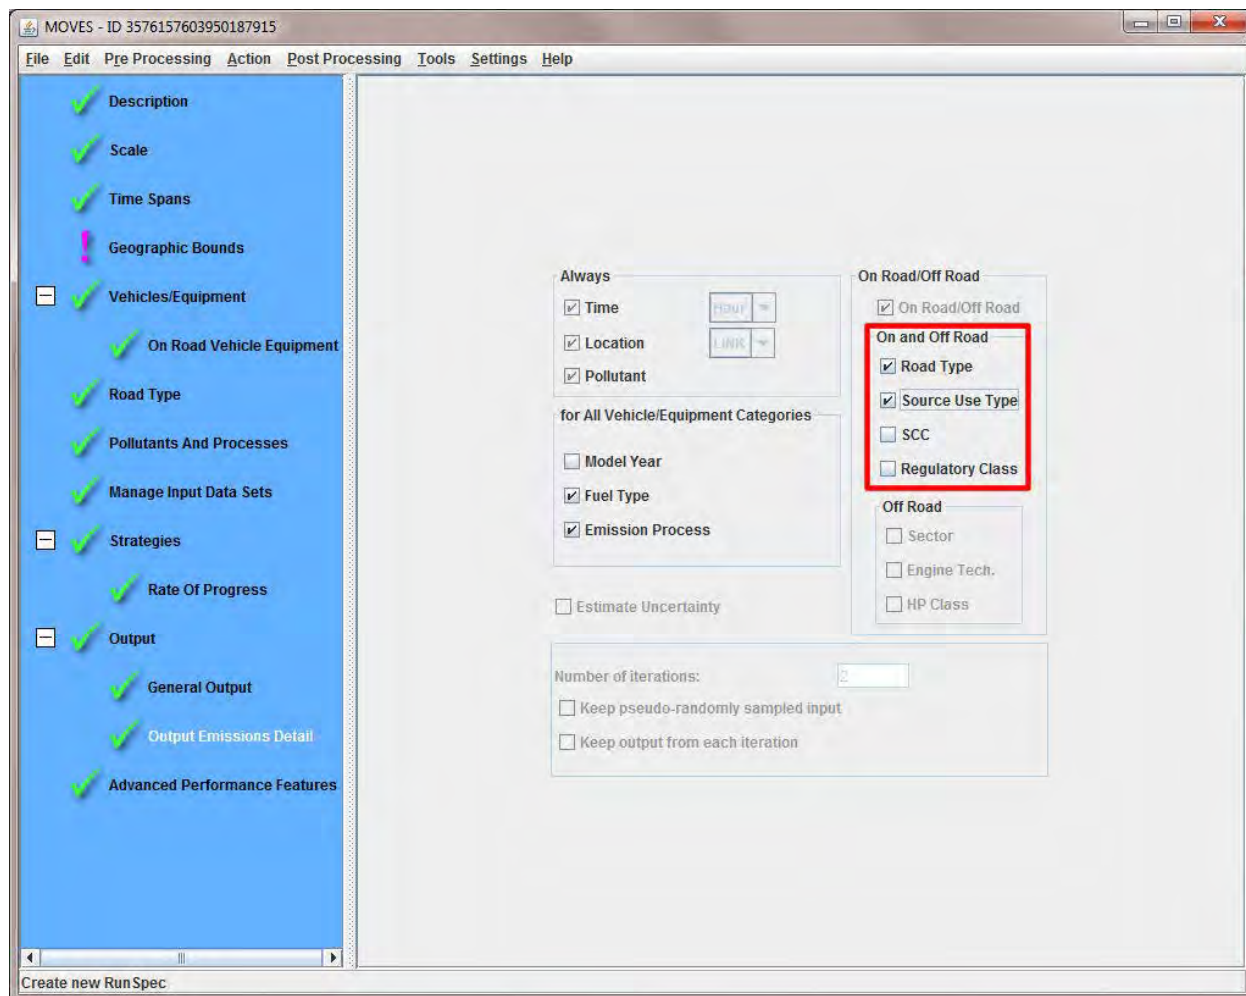 MOVES - ID 3576157603950187915
File Edit Pre Processing Action Post Processing Tools Settings Help
Description
Scale
Time Spans
Geographic Bounds
Vehicles/Equipment
On Road Vehicle Equipment
Road Type
Pollutants And Processes
Manage Input Data Sets
Strategies
Rate Of Progress
Output
General Output
Output Emissions Detail
Advanced Performance Features
Always
Time Hour
Location LINK
Pollutant
for All Vehicle/Equipment Categories
Model Year
Fuel Type
Emission Process
Estimate Uncertainty
On Road/Off Road
On Road/Off Road
On and Off Road
Road Type
Source Use Type
SCC
Regulatory Class
Off Road
Sector
Engine Tech.
HP Class
Number of iterations: 2
Keep pseudo-randomly sampled input
Keep output from each iteration
Create new RunSpec